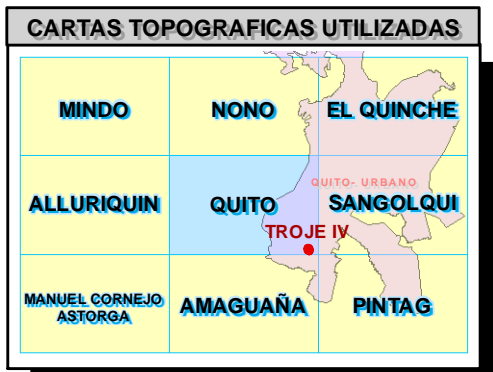 CARTAS TOPOGRAFICAS UTILIZADAS
MINDO
NONO
EL QUINCHE
QUITO- URBANO
ALLURIQUIN
QUITO
SANGOLQUI
TROJE IV
MANUEL CORNEJO
ASTORGA
AMAGUAÑA
PINTAG